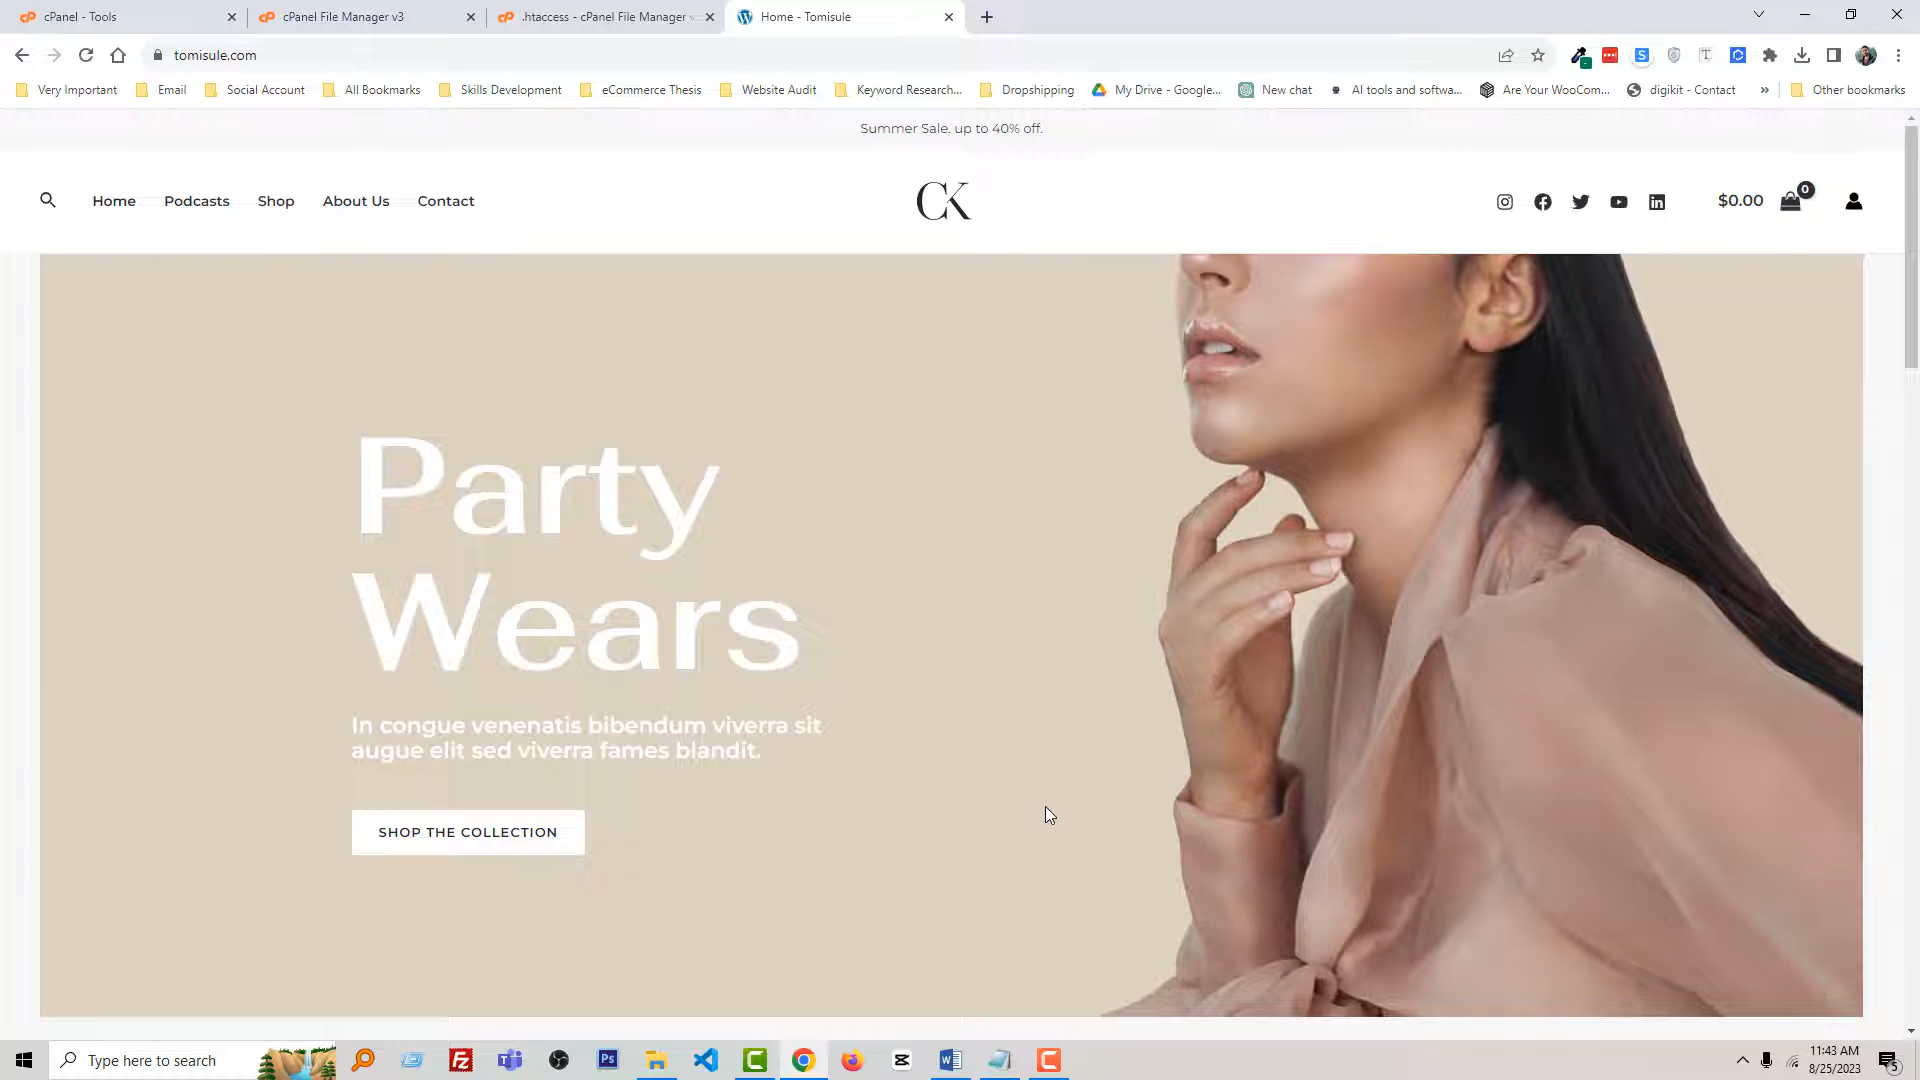 cPanel - Tools
cPanel File Manager v3
.htaccess - cPanel File Manager
Home - Tomisule
tomisule.com
Very Important
Email
Social Account
All Bookmarks
Skills Development
eCommerce Thesis
Website Audit
Keyword Research...
Dropshipping
My Drive - Google...
New chat
AI tools and softwa...
Are Your WooCom...
digikit - Contact
»
Other bookmarks
Summer Sale. up to 40% off.
Home
Podcasts
Shop
About Us
Contact
CK
$0.00
0
Party
Wears
In congue venenatis bibendum viverra sit
augue elit sed viverra fames blandit.
SHOP THE COLLECTION
Type here to search
11:43 AM
8/25/2023
5